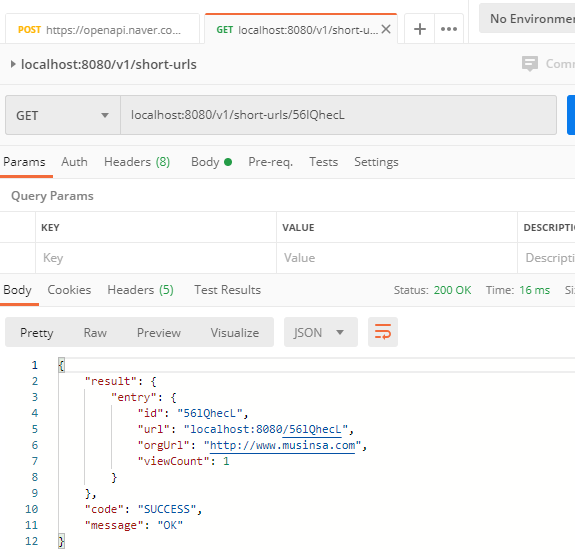 POST https://openapi.naver.co...
GET localhost:8080/v1/short-u...
No Environmen
localhost:8080/v1/short-urls
Comm
GET localhost:8080/v1/short-urls/56lQhecL
Params Auth Headers (8) Body Pre-req. Tests Settings
Query Params
KEY VALUE DESCRIPTI
Key Value Descripti
Body Cookies Headers (5) Test Results Status: 200 OK Time: 16 ms Si
Pretty Raw Preview Visualize JSON
1 {
2 "result": {
3 "entry": {
4 "id": "56lQhecL",
5 "url": "localhost:8080/56lQhecL",
6 "orgUrl": "http://www.musinsa.com",
7 "viewCount": 1
8 }
9 },
10 "code": "SUCCESS",
11 "message": "OK"
12 }